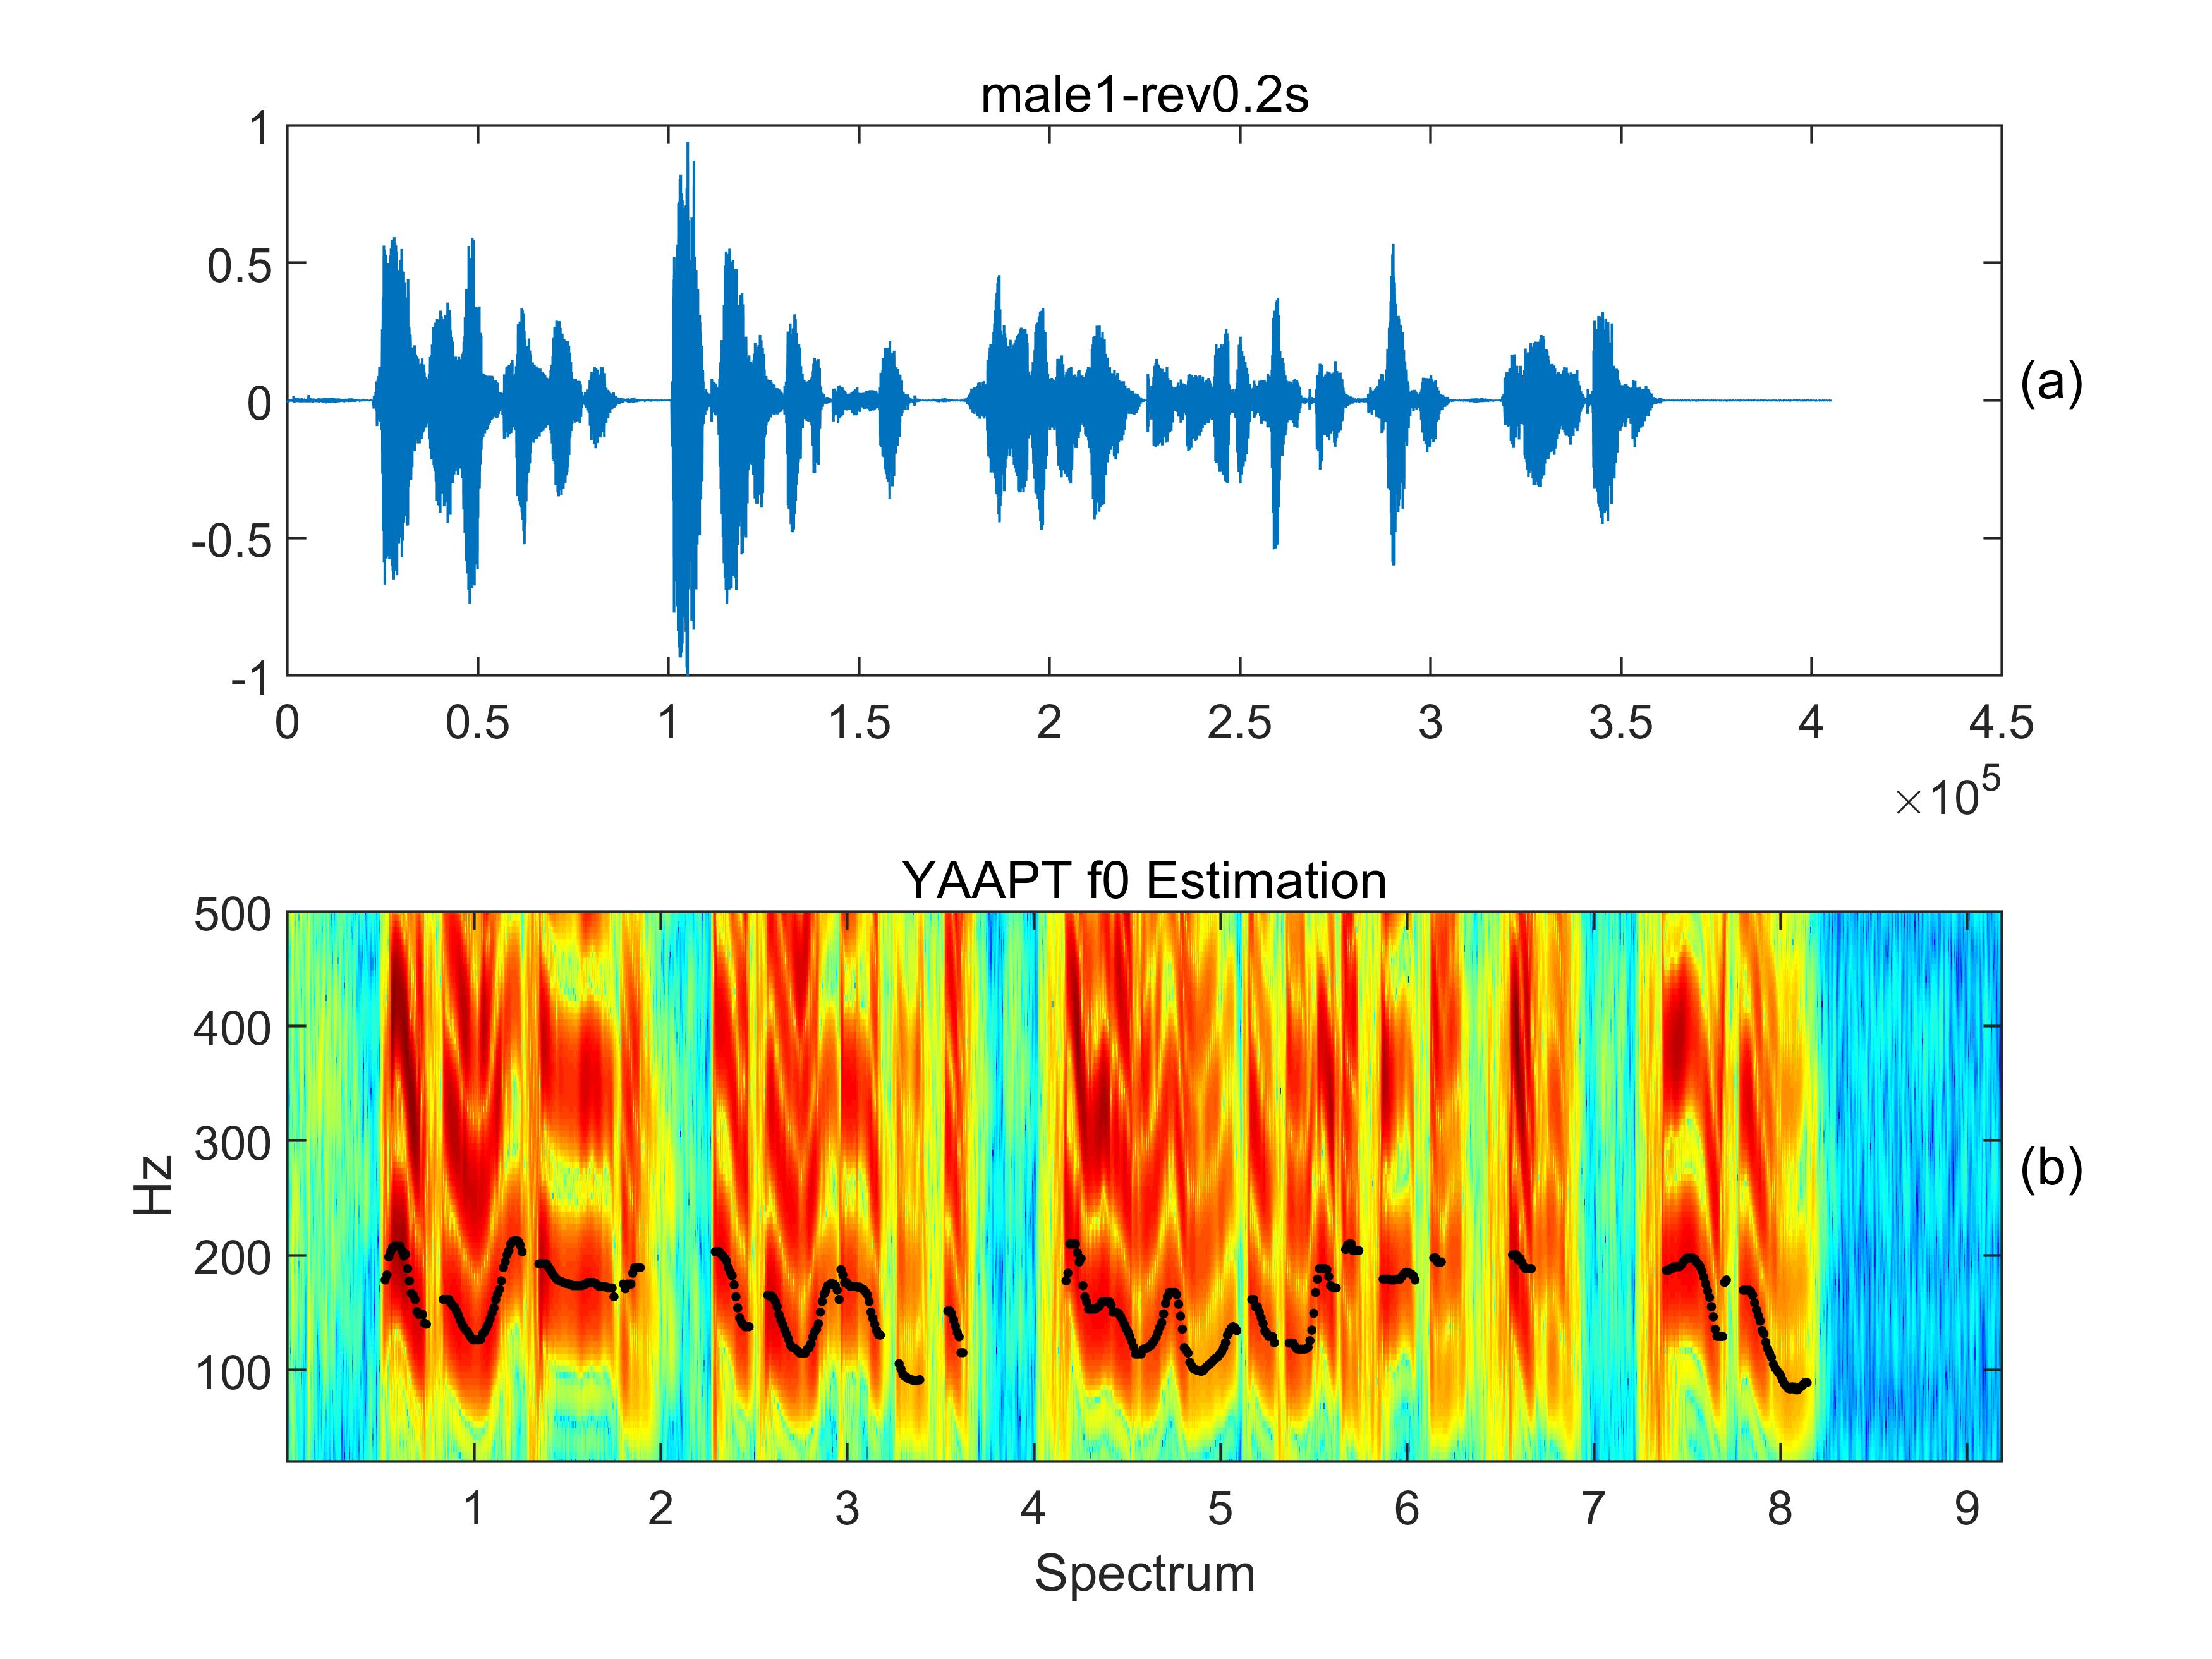 male1-rev0.2s
1
0.5
0
-0.5
-1
0 0.5 1 1.5 2 2.5 3 3.5 4 4.5
×10^5
(a)
YAAPT f0 Estimation
500
400
300
200
100
Hz
(b)
1 2 3 4 5 6 7 8 9
Spectrum